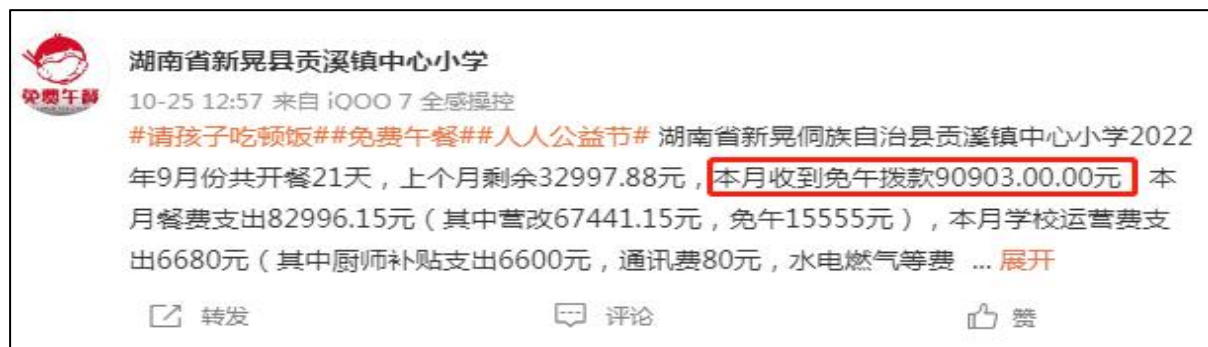 湖南省新晃县贡溪镇中心小学
免费午餐
10-25 12:57 来自 iQOO 7 全感操控
#请孩子吃顿饭##免费午餐##人人公益节# 湖南省新晃侗族自治县贡溪镇中心小学2022
年9月份共开餐21天，上个月剩余32997.88元，本月收到免午拨款90903.00.00元 本
月餐费支出82996.15元（其中营改67441.15元，免午15555元），本月学校运营费支
出6680元（其中厨师补贴支出6600元，通讯费80元，水电燃气等费 ... 展开
转发 评论 赞